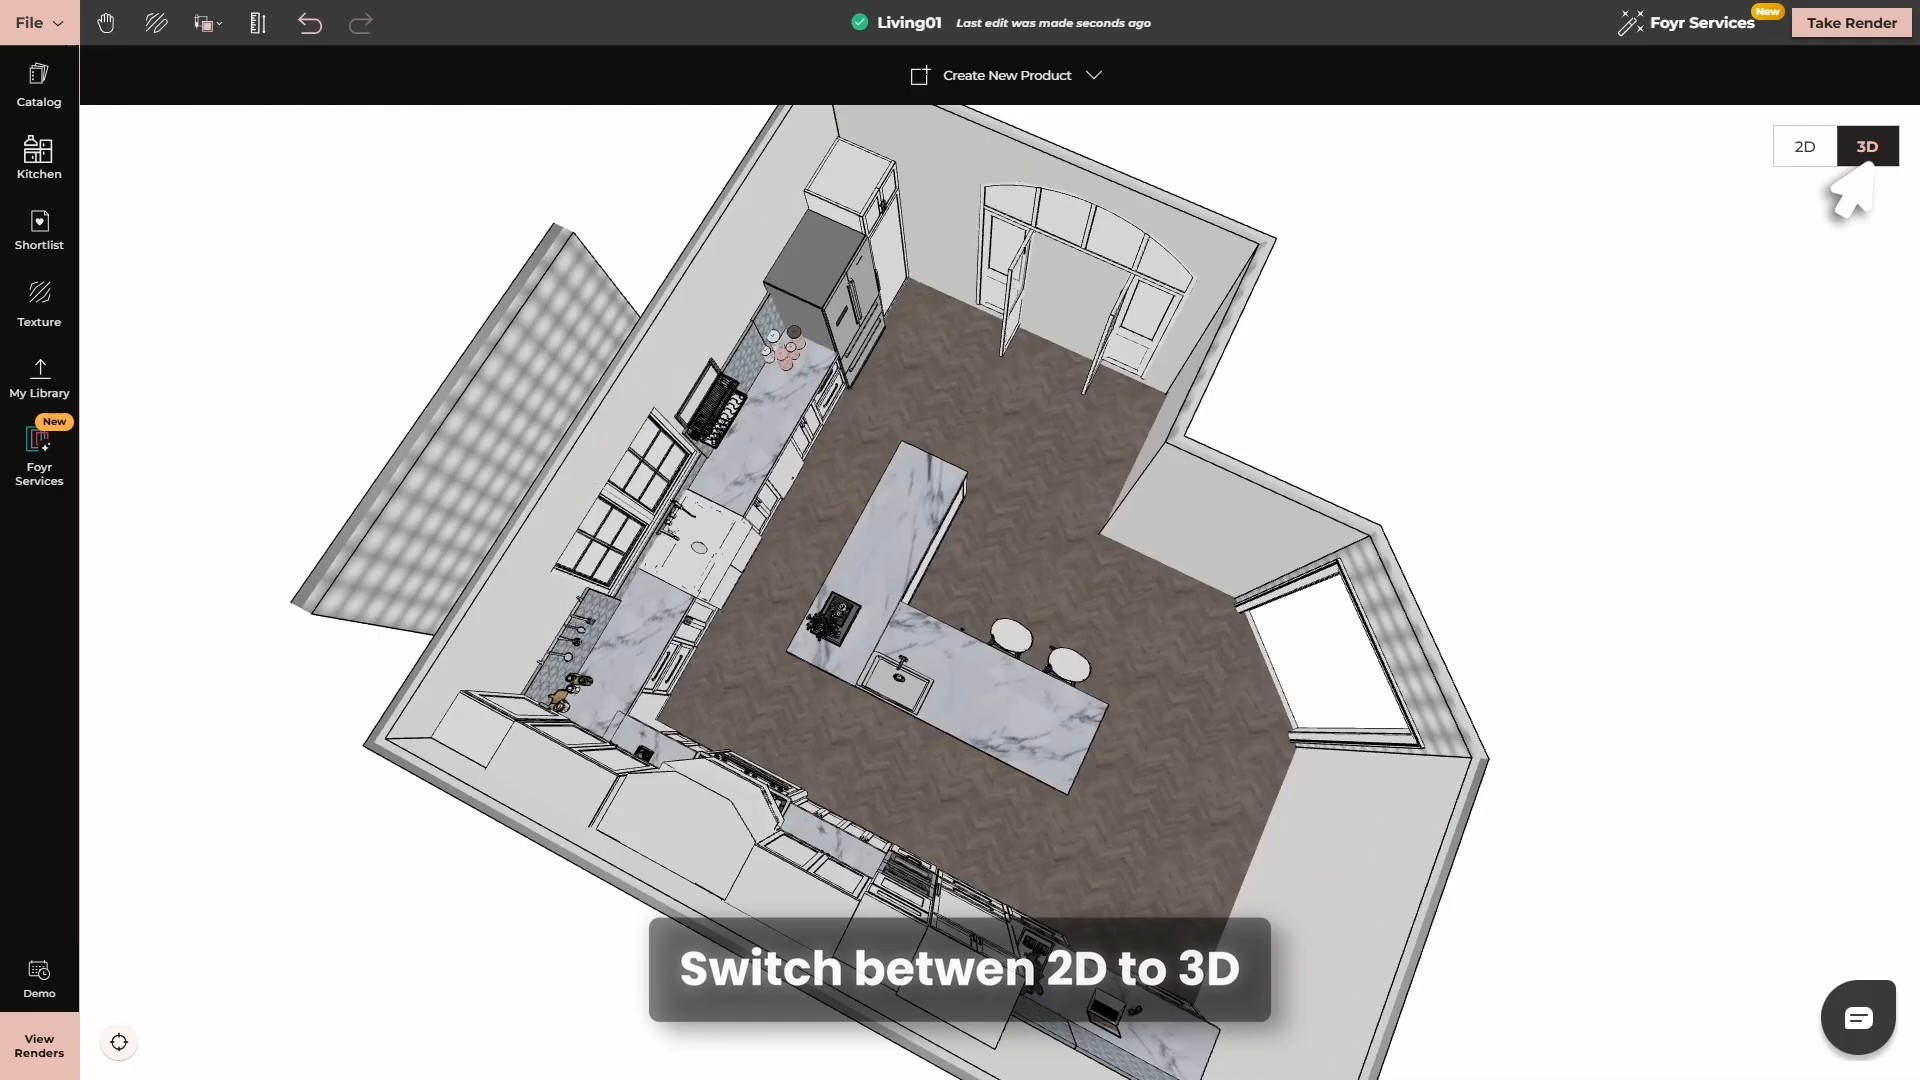 File
Living01
Last edit was made seconds ago
Foyr Services
New
Take Render
Create New Product
2D
3D
Catalog
Kitchen
Shortlist
Texture
My Library
New
Foyr
Services
Demo
View
Renders
Switch betwen 2D to 3D